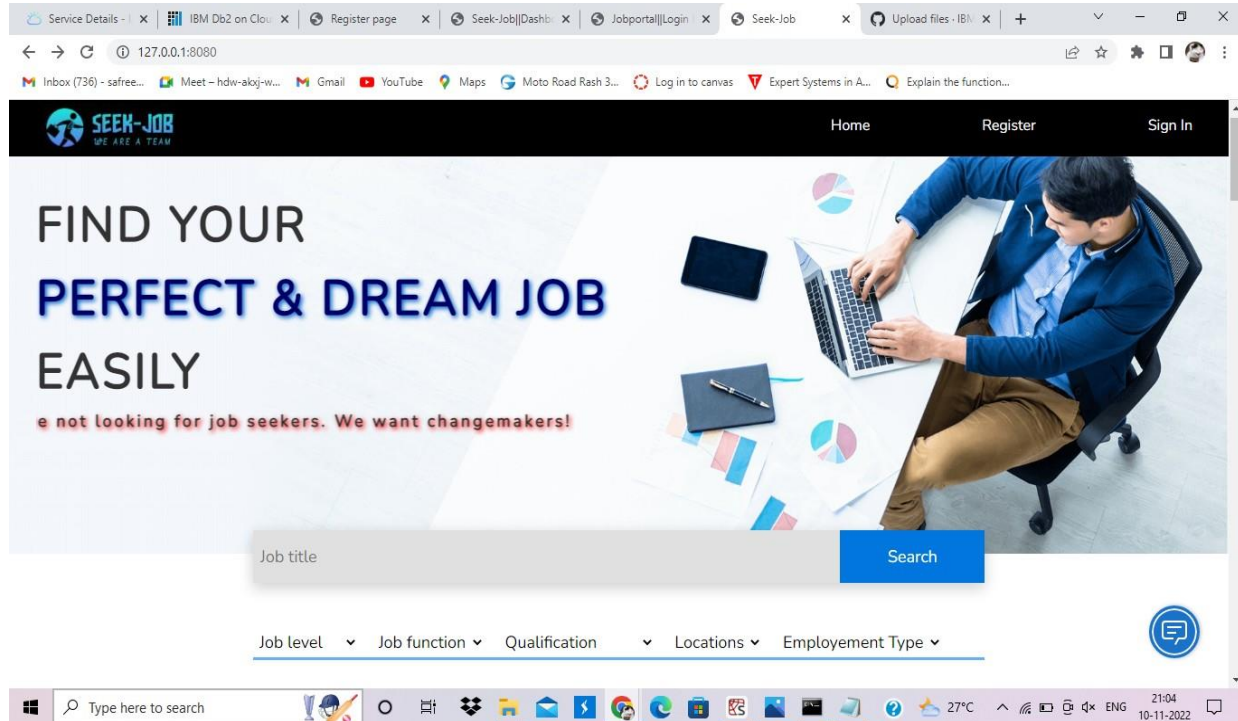 Service Details - I
IBM Db2 on Clou
Register page
Seek-Job||Dashb
Jobportal||Login
Seek-Job
Upload files · IBM
127.0.0.1:8080
Inbox (736) - safree...
Meet – hdw-akxj-w...
Gmail
YouTube
Maps
Moto Road Rash 3...
Log in to canvas
Expert Systems in A...
Explain the function...
SEEK-JOB
WE ARE A TEAM
Home
Register
Sign In
FIND YOUR
PERFECT & DREAM JOB
EASILY
e not looking for job seekers. We want changemakers!
Job title
Search
Job level
Job function
Qualification
Locations
Employement Type
Type here to search
27°C
ENG
21:04
10-11-2022